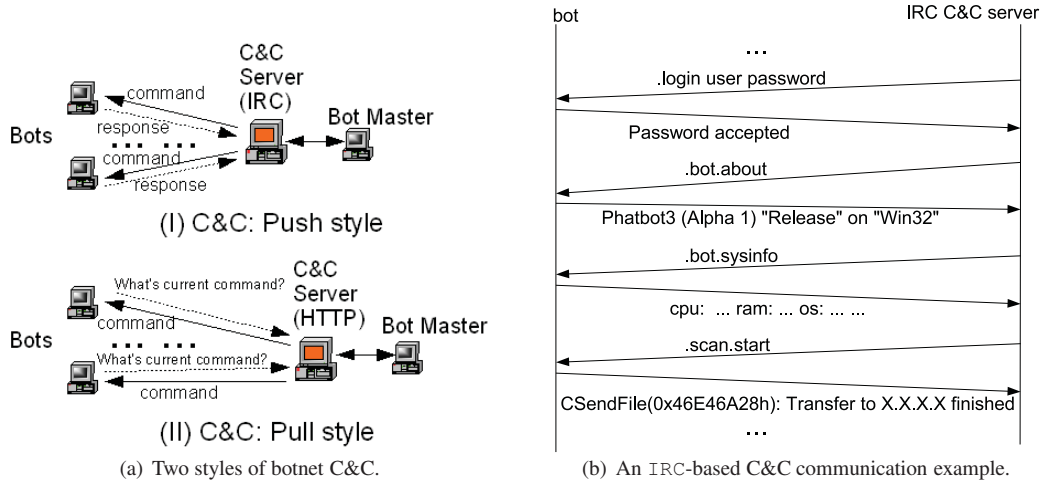 C&C
Server
(IRC)
command
Bot Master
Bots
response
... ...
command
response
(I) C&C: Push style
C&C
Server
(HTTP)
What's current command?
Bot Master
command
Bots
... ...
What's current command?
command
(II) C&C: Pull style
(a) Two styles of botnet C&C.
bot
IRC C&C server
...
.login user password
Password accepted
.bot.about
Phatbot3 (Alpha 1) "Release" on "Win32"
.bot.sysinfo
cpu: ... ram: ... os: ... ...
.scan.start
CSendFile(0x46E46A28h): Transfer to X.X.X.X finished
...
(b) An IRC-based C&C communication example.